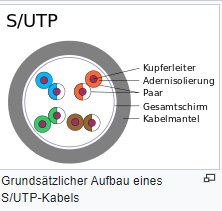 S/UTP
Kupferleiter
Adernisolierung
Paar
Gesamtschirm
Kabelmantel
Grundsätzlicher Aufbau eines
S/UTP-Kabels